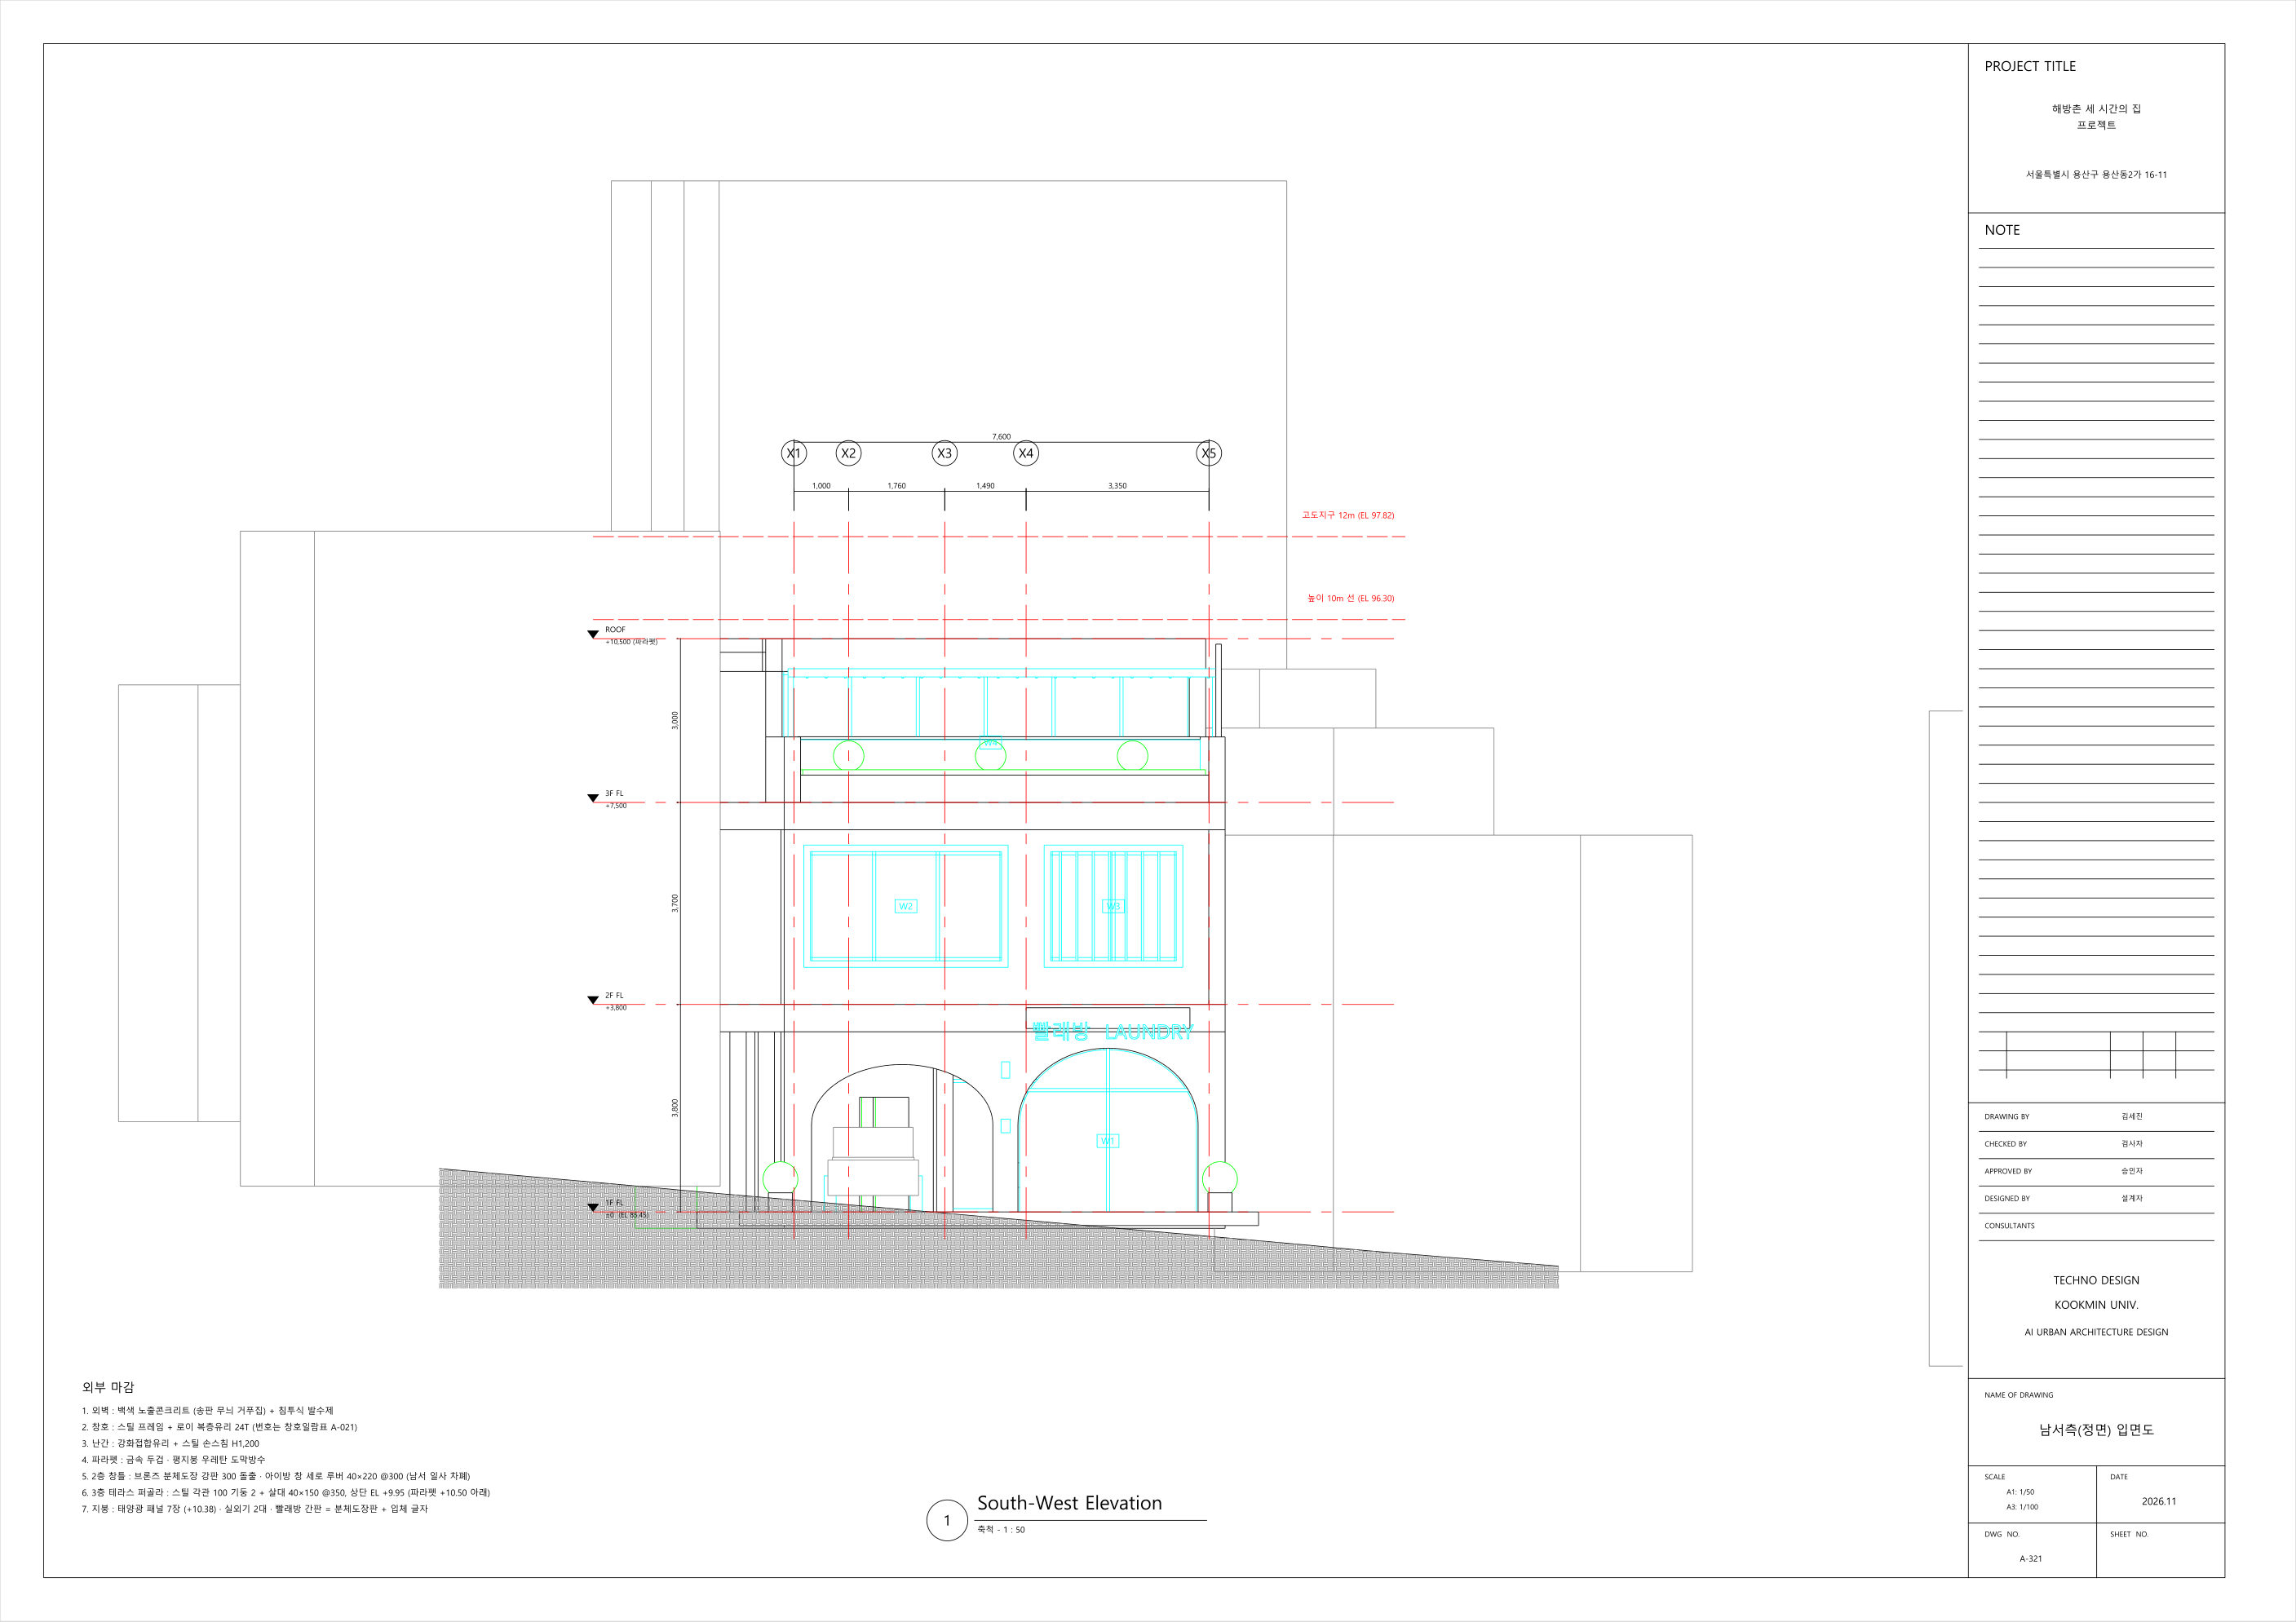 PROJECT TITLE
해방촌 세 시간의 집
프로젝트
서울특별시 용산구 용산동2가 16-11
NOTE
7,600
X1
X2
X3
X4
X5
1,000
1,760
1,490
3,350
고도지구 12m (EL 97.82)
높이 10m 선 (EL 96.30)
ROOF
+10,500 (파라펫)
3,000
W4
3F FL
+7,500
3,700
W2
W3
2F FL
+3,800
빨래방 LAUNDRY
3,800
W1
1F FL
±0 (EL 85.45)
DRAWING BY 김세진
CHECKED BY 검사자
APPROVED BY 승인자
DESIGNED BY 설계자
CONSULTANTS
TECHNO DESIGN
KOOKMIN UNIV.
AI URBAN ARCHITECTURE DESIGN
NAME OF DRAWING
남서측(정면) 입면도
SCALE
A1: 1/50
A3: 1/100
DATE
2026.11
DWG NO.
A-321
SHEET NO.
외부 마감
1. 외벽 : 백색 노출콘크리트 (송판 무늬 거푸집) + 침투식 발수제
2. 창호 : 스틸 프레임 + 로이 복층유리 24T (번호는 창호일람표 A-021)
3. 난간 : 강화접합유리 + 스틸 손스침 H1,200
4. 파라펫 : 금속 두겁 · 평지붕 우레탄 도막방수
5. 2층 창틀 : 브론즈 분체도장 강판 300 돌출 · 아이방 창 세로 루버 40×220 @300 (남서 일사 차폐)
6. 3층 테라스 퍼골라 : 스틸 각관 100 기둥 2 + 살대 40×150 @350, 상단 EL +9.95 (파라펫 +10.50 아래)
7. 지붕 : 태양광 패널 7장 (+10.38) · 실외기 2대 · 빨래방 간판 = 분체도장판 + 입체 글자
1
South-West Elevation
축척 - 1 : 50